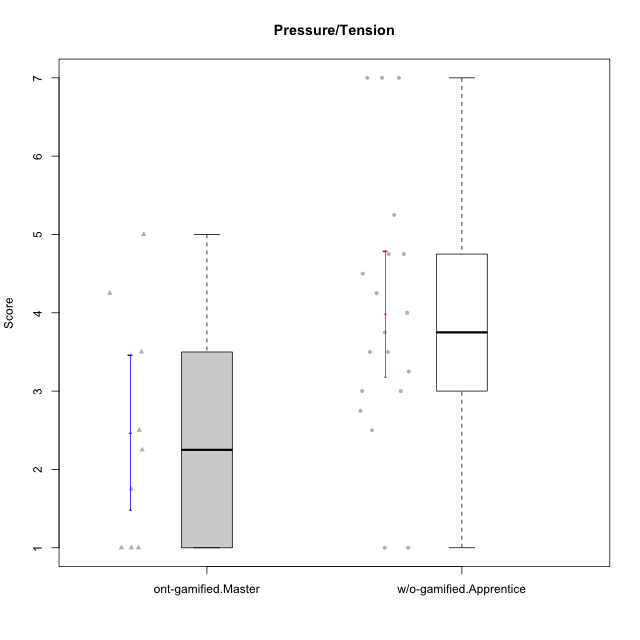 Pressure/Tension
7
6
5
4
3
2
1
Score
ont-gamified.Master
w/o-gamified.Apprentice